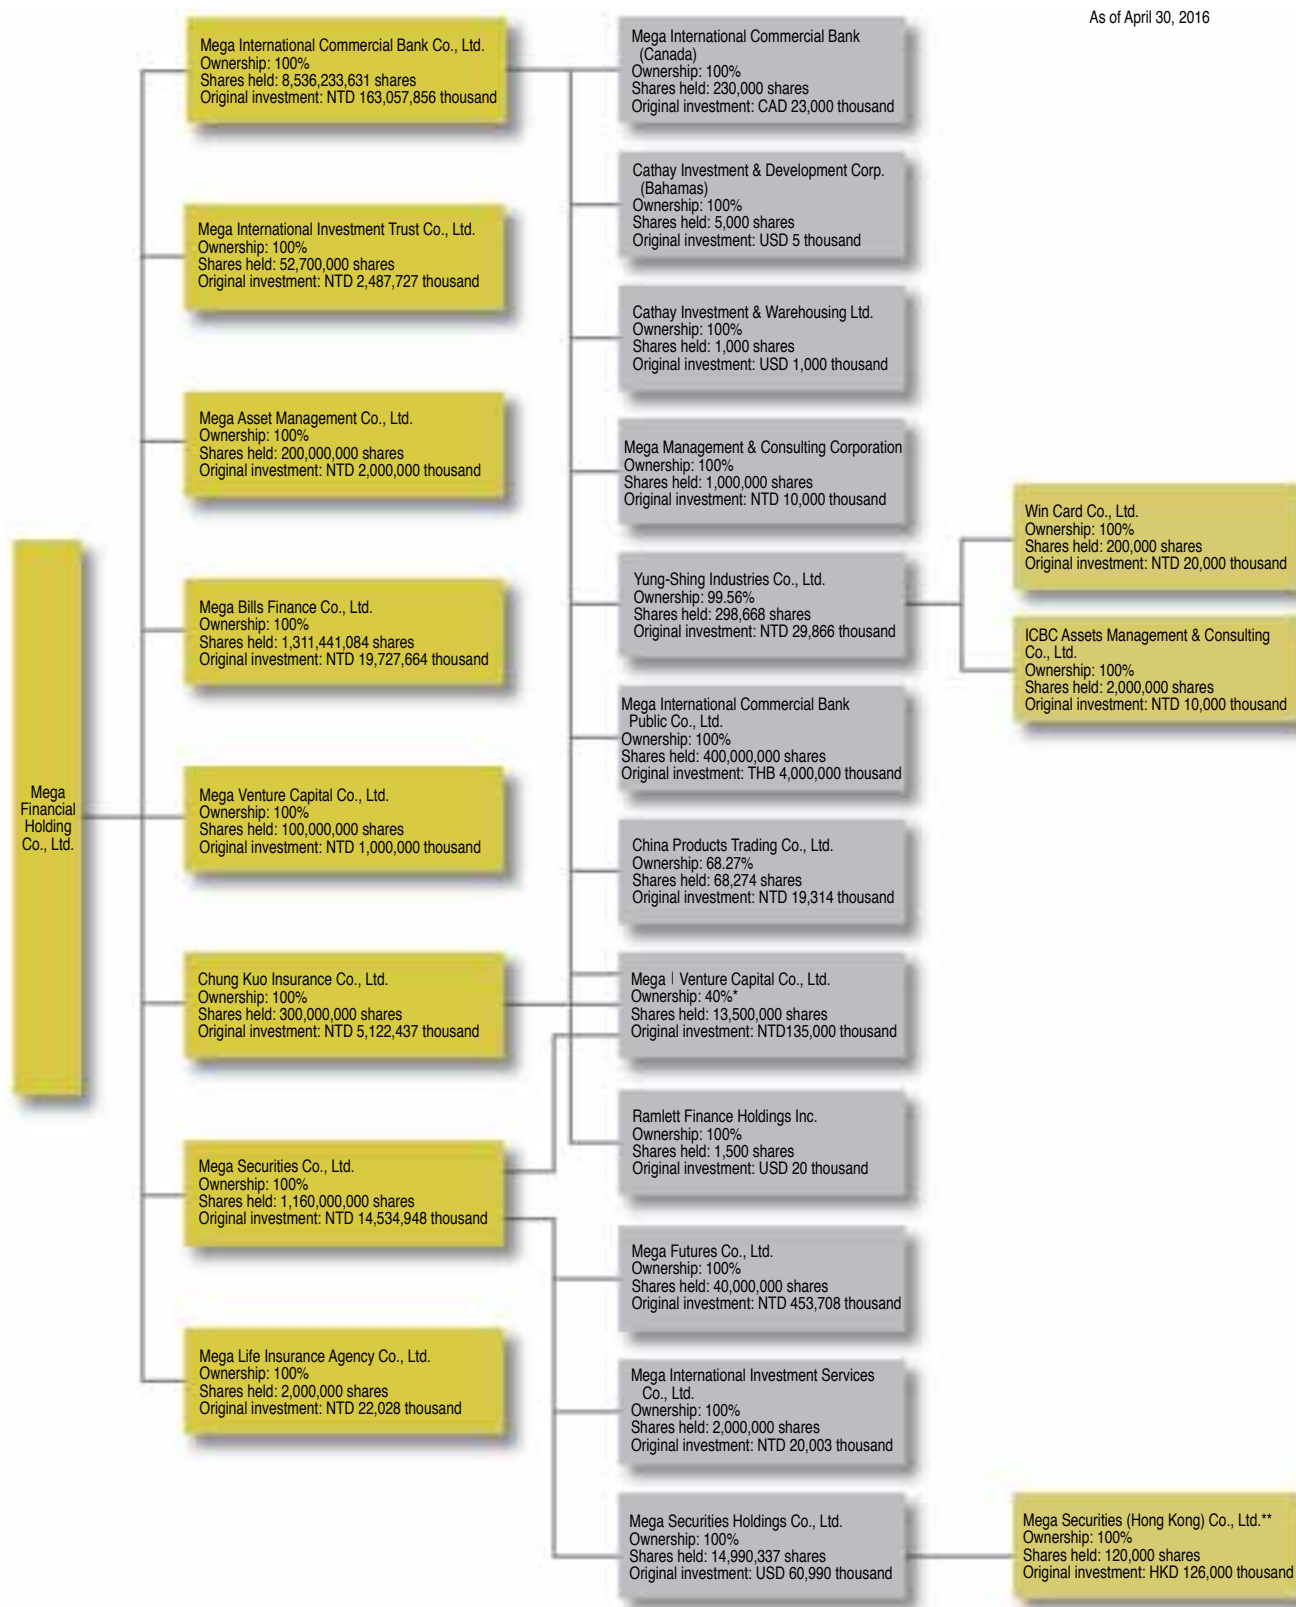 As of April 30, 2016
Mega
Financial
Holding
Co., Ltd.
Mega International Commercial Bank Co., Ltd.
Ownership: 100%
Shares held: 8,536,233,631 shares
Original investment: NTD 163,057,856 thousand
Mega International Investment Trust Co., Ltd.
Ownership: 100%
Shares held: 52,700,000 shares
Original investment: NTD 2,487,727 thousand
Mega Asset Management Co., Ltd.
Ownership: 100%
Shares held: 200,000,000 shares
Original investment: NTD 2,000,000 thousand
Mega Bills Finance Co., Ltd.
Ownership: 100%
Shares held: 1,311,441,084 shares
Original investment: NTD 19,727,664 thousand
Mega Venture Capital Co., Ltd.
Ownership: 100%
Shares held: 100,000,000 shares
Original investment: NTD 1,000,000 thousand
Chung Kuo Insurance Co., Ltd.
Ownership: 100%
Shares held: 300,000,000 shares
Original investment: NTD 5,122,437 thousand
Mega Securities Co., Ltd.
Ownership: 100%
Shares held: 1,160,000,000 shares
Original investment: NTD 14,534,948 thousand
Mega Life Insurance Agency Co., Ltd.
Ownership: 100%
Shares held: 2,000,000 shares
Original investment: NTD 22,028 thousand
Mega International Commercial Bank
(Canada)
Ownership: 100%
Shares held: 230,000 shares
Original investment: CAD 23,000 thousand
Cathay Investment & Development Corp.
(Bahamas)
Ownership: 100%
Shares held: 5,000 shares
Original investment: USD 5 thousand
Cathay Investment & Warehousing Ltd.
Ownership: 100%
Shares held: 1,000 shares
Original investment: USD 1,000 thousand
Mega Management & Consulting Corporation
Ownership: 100%
Shares held: 1,000,000 shares
Original investment: NTD 10,000 thousand
Yung-Shing Industries Co., Ltd.
Ownership: 99.56%
Shares held: 298,668 shares
Original investment: NTD 29,866 thousand
Mega International Commercial Bank
Public Co., Ltd.
Ownership: 100%
Shares held: 400,000,000 shares
Original investment: THB 4,000,000 thousand
China Products Trading Co., Ltd.
Ownership: 68.27%
Shares held: 68,274 shares
Original investment: NTD 19,314 thousand
Mega I Venture Capital Co., Ltd.
Ownership: 40%*
Shares held: 13,500,000 shares
Original investment: NTD135,000 thousand
Ramlett Finance Holdings Inc.
Ownership: 100%
Shares held: 1,500 shares
Original investment: USD 20 thousand
Mega Futures Co., Ltd.
Ownership: 100%
Shares held: 40,000,000 shares
Original investment: NTD 453,708 thousand
Mega International Investment Services
Co., Ltd.
Ownership: 100%
Shares held: 2,000,000 shares
Original investment: NTD 20,003 thousand
Mega Securities Holdings Co., Ltd.
Ownership: 100%
Shares held: 14,990,337 shares
Original investment: USD 60,990 thousand
Win Card Co., Ltd.
Ownership: 100%
Shares held: 200,000 shares
Original investment: NTD 20,000 thousand
ICBC Assets Management & Consulting
Co., Ltd.
Ownership: 100%
Shares held: 2,000,000 shares
Original investment: NTD 10,000 thousand
Mega Securities (Hong Kong) Co., Ltd.**
Ownership: 100%
Shares held: 120,000 shares
Original investment: HKD 126,000 thousand